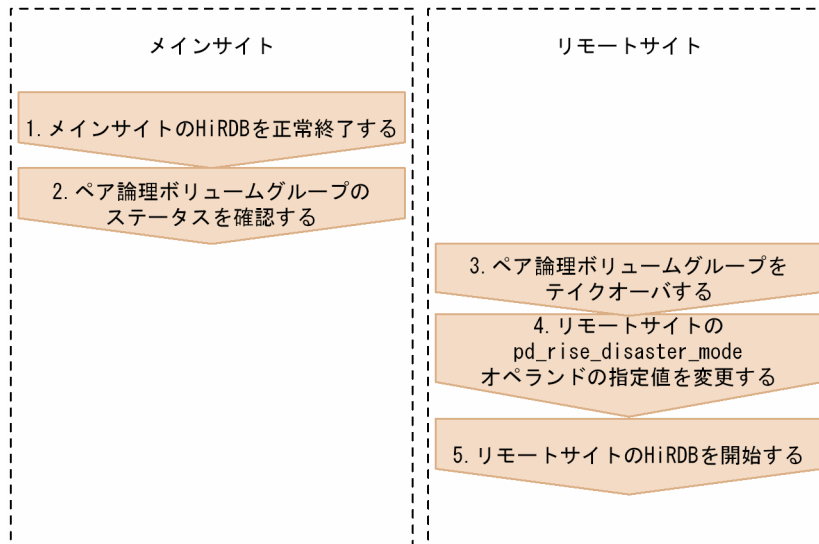 メインサイト
リモートサイト
1.メインサイトのHiRDBを正常終了する
2.ペア論理ボリュームグループの
ステータスを確認する
3.ペア論理ボリュームグループを
テイクオーバする
4.リモートサイトの
pd_rise_disaster_mode
オペランドの指定値を変更する
5.リモートサイトのHiRDBを開始する